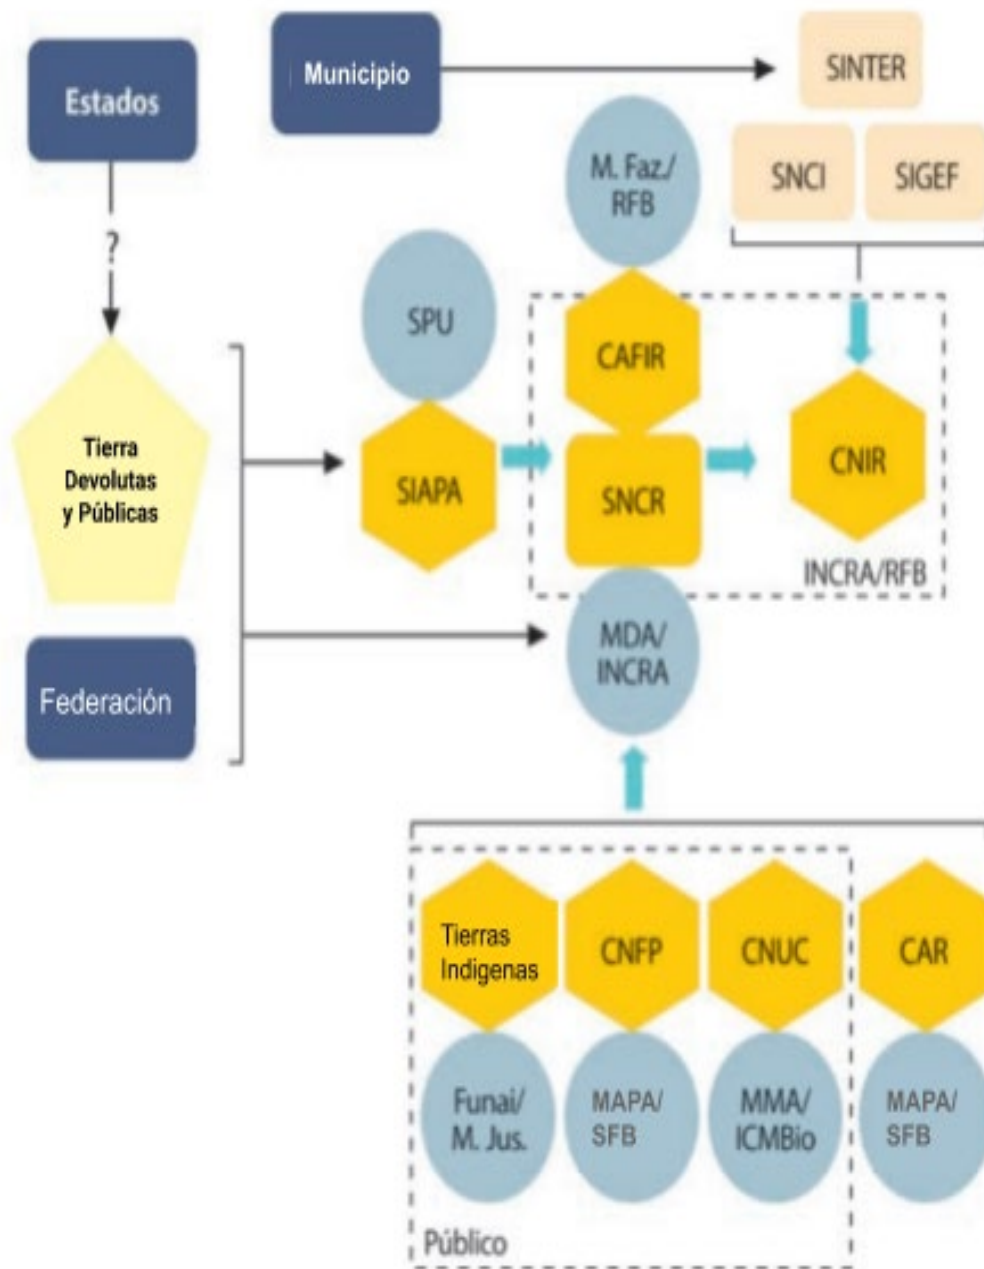 Municipio
SINTER
Estados
M. Faz./
RFB
SNCI
SIGEF
?
SPU
CAFIR
Tierra
Devolutas
y Públicas
SIAPA
SNCR
CNIR
INCRA/RFB
MDA/
INCRA
Federación
Tierras
Indigenas
CNFP
CNUC
CAR
Funai/
M. Jus.
MAPA/
SFB
MMA/
ICMBio
MAPA/
SFB
Público